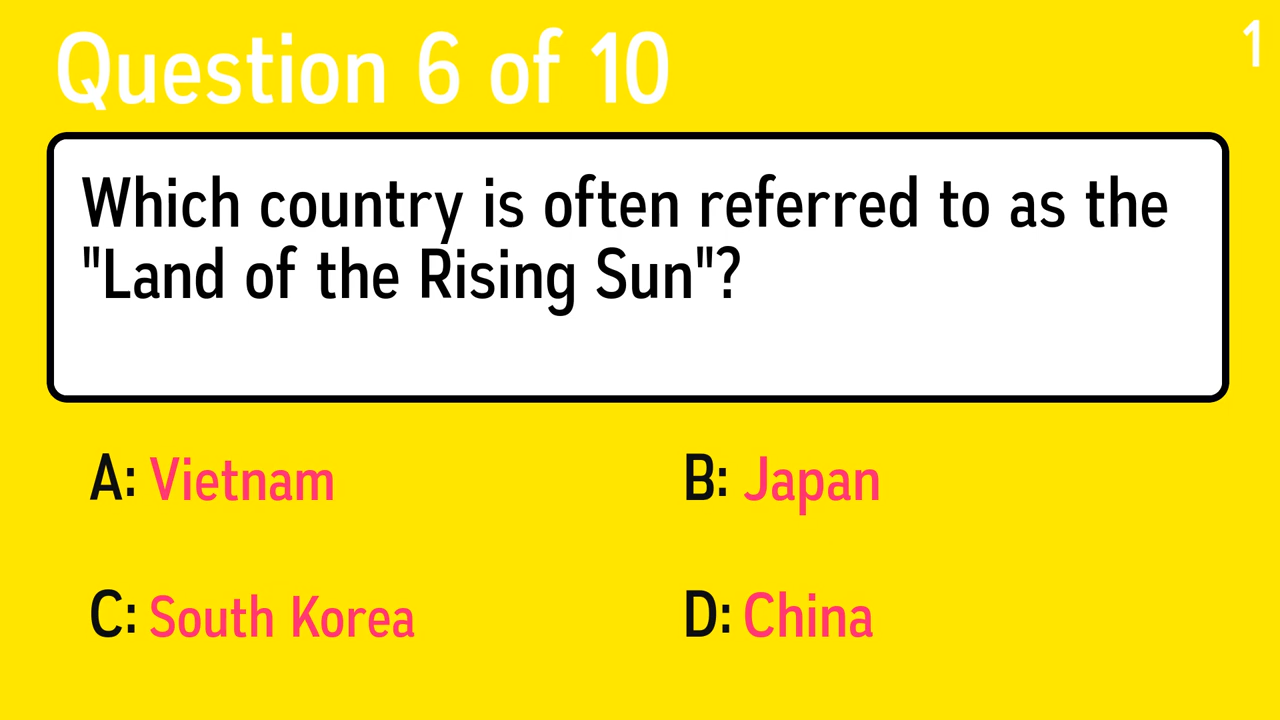 Question 6 of 10
1
Which country is often referred to as the
"Land of the Rising Sun"?
A: Vietnam
B: Japan
C: South Korea
D: China